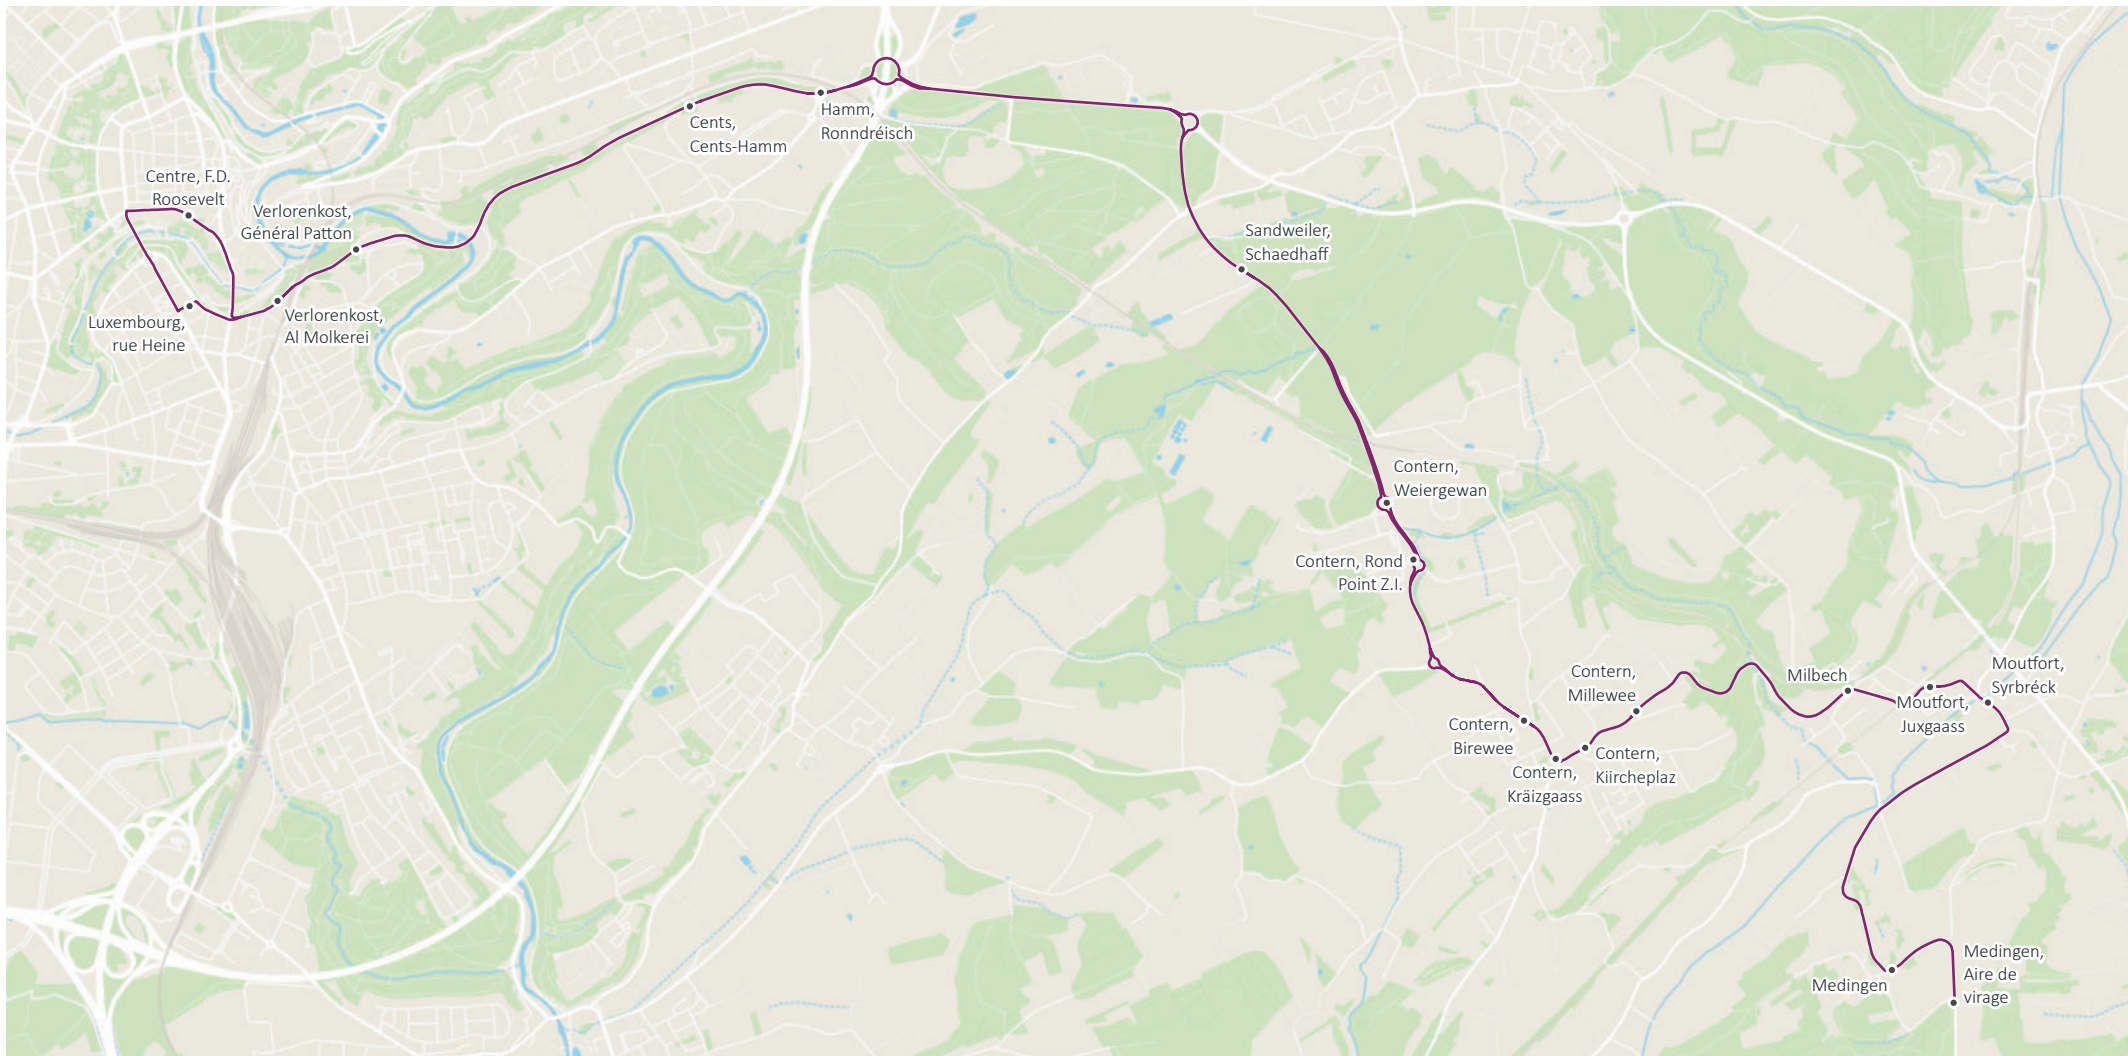 Centre, F.D.
Roosevelt
Luxembourg,
rue Heine
Verlorenkost,
Général Patton
Verlorenkost,
Al Molkerei
Cents,
Cents-Hamm
Hamm,
Ronndréisch
Sandweiler,
Schaedhaff
Contern,
Weiergewan
Contern, Rond
Point Z.I.
Contern,
Birewee
Contern,
Kräizgaass
Contern,
Kiircheplaz
Contern,
Millewee
Milbech
Moutfort,
Juxgaass
Moutfort,
Syrbréck
Medingen
Medingen,
Aire de
virage